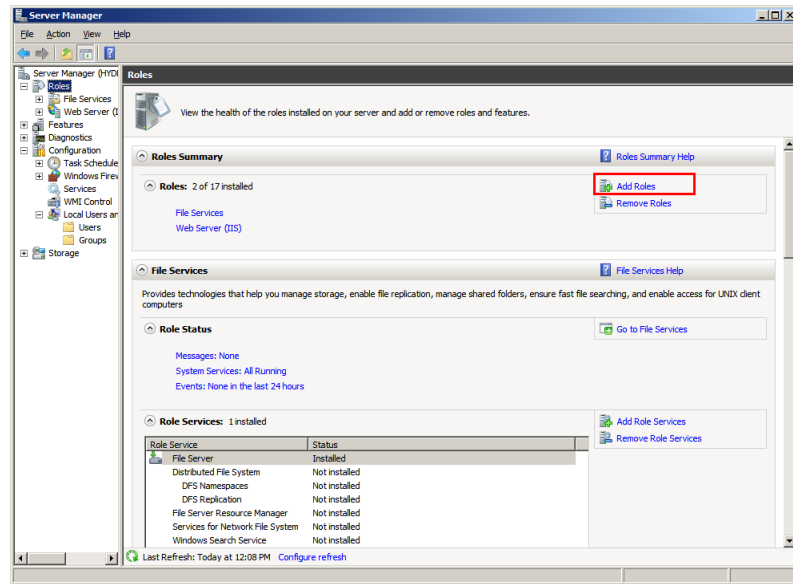 Server Manager
File Action View Help
Server Manager (HYD
Roles
File Services
Web Server (I
Features
Diagnostics
Configuration
Task Schedule
Windows Firew
Services
WMI Control
Local Users an
Users
Groups
Storage
Roles
View the health of the roles installed on your server and add or remove roles and features.
Roles Summary
Roles Summary Help
Roles: 2 of 17 installed
Add Roles
Remove Roles
File Services
Web Server (IIS)
File Services
File Services Help
Provides technologies that help you manage storage, enable file replication, manage shared folders, ensure fast file searching, and enable access for UNIX client
computers
Role Status
Go to File Services
Messages: None
System Services: All Running
Events: None in the last 24 hours
Role Services: 1 installed
Add Role Services
Remove Role Services
Role Service Status
File Server Installed
Distributed File System Not installed
DFS Namespaces Not installed
DFS Replication Not installed
File Server Resource Manager Not installed
Services for Network File System Not installed
Windows Search Service Not installed
Last Refresh: Today at 12:08 PM Configure refresh